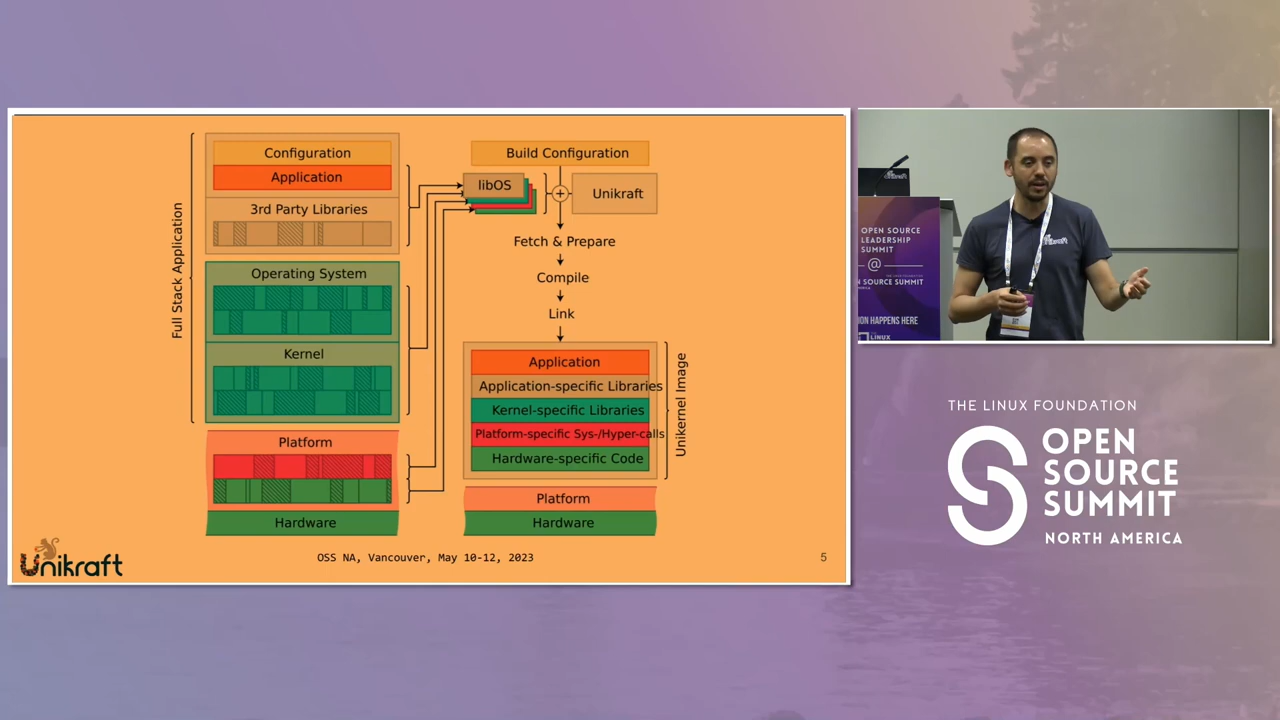 Full Stack Application
Configuration
Application
3rd Party Libraries
Operating System
Kernel
Platform
Hardware
Build Configuration
libOS
+
Unikraft
Fetch & Prepare
Compile
Link
Application
Application-specific Libraries
Kernel-specific Libraries
Platform-specific Sys-/Hyper-calls
Hardware-specific Code
Unikernel Image
Platform
Hardware
Unikraft
OSS NA, Vancouver, May 10-12, 2023
5
OPEN SOURCE
LEADERSHIP
SUMMIT
@
N SOURCE SUMMIT
ION HAPPENS HERE
LINUX
THE LINUX FOUNDATION
OPEN
SOURCE
SUMMIT
NORTH AMERICA